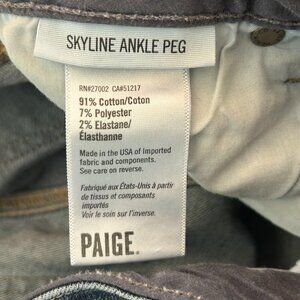 SKYLINE ANKLE PEG
RN#27002 CA#51217
91% Cotton/Coton
7% Polyester
2% Elastane/
Élasthanne
Made in the USA of Imported
fabric and components.
See care on reverse.
Fabriqué aux États-Unis à partir
de tissus et composants
importés
Voir le soin sur l'inverse.
PAIGE.